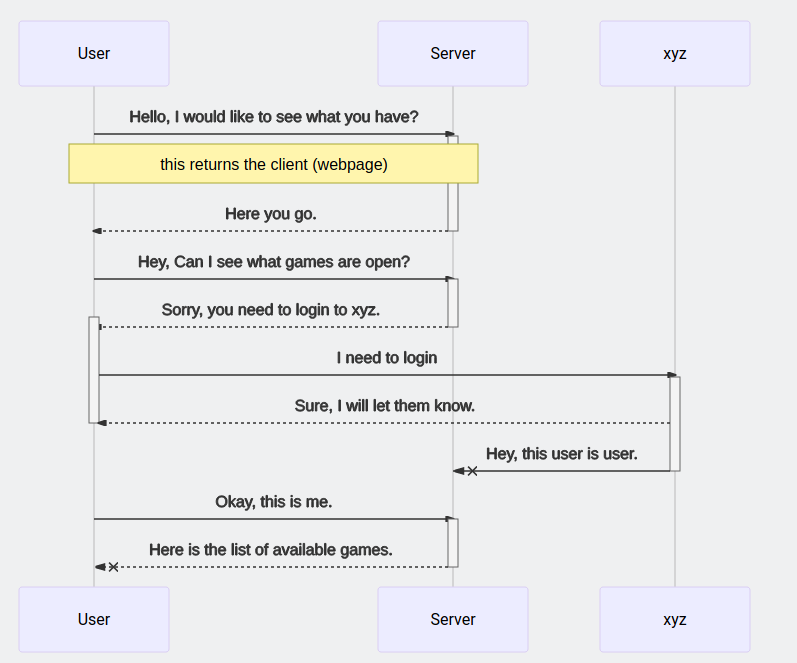 User
Server
xyz
Hello, I would like to see what you have?
this returns the client (webpage)
Here you go.
Hey, Can I see what games are open?
Sorry, you need to login to xyz.
I need to login
Sure, I will let them know.
Hey, this user is user.
Okay, this is me.
Here is the list of available games.
User
Server
xyz